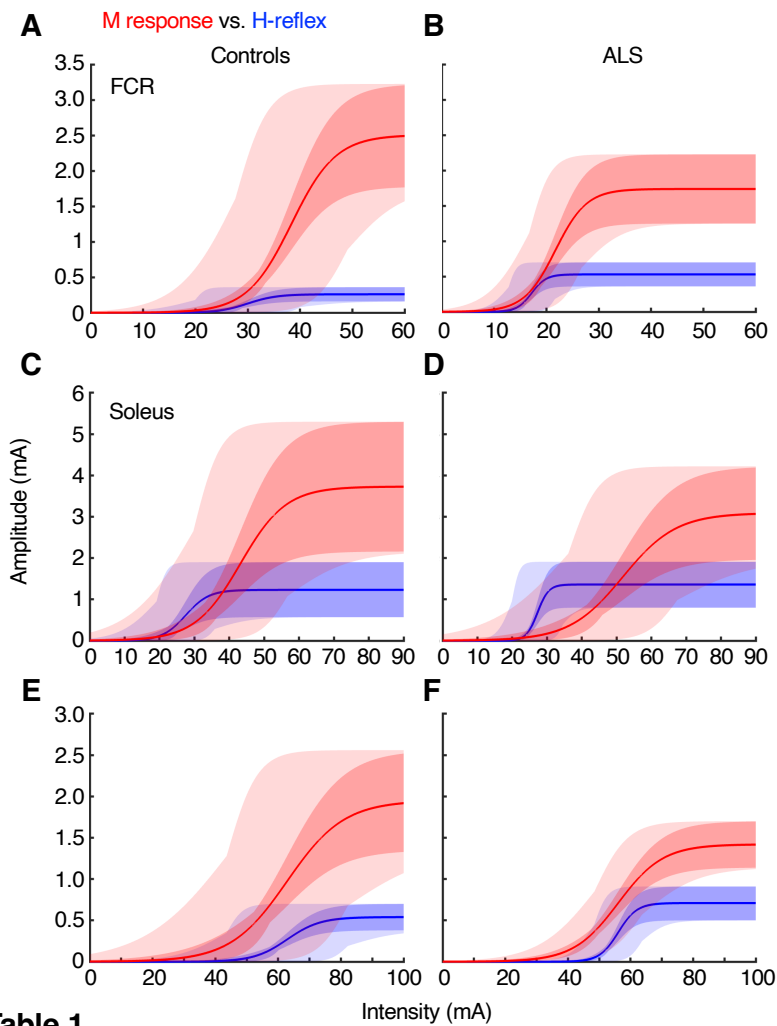 A
M response vs. H-reflex
B
Controls
ALS
FCR
3.5
3.0
2.5
2.0
1.5
1
0.5
0
0 10 20 30 40 50 60
0 10 20 30 40 50 60
C
D
Soleus
6
5
4
3
2
1
0
0 10 20 30 40 50 60 70 80 90
0 10 20 30 40 50 60 70 80 90
Amplitude (mA)
E
F
3.0
2.5
2.0
1.5
1.0
0.5
0
0 20 40 60 80 100
0 20 40 60 80 100
Intensity (mA)
Table 1